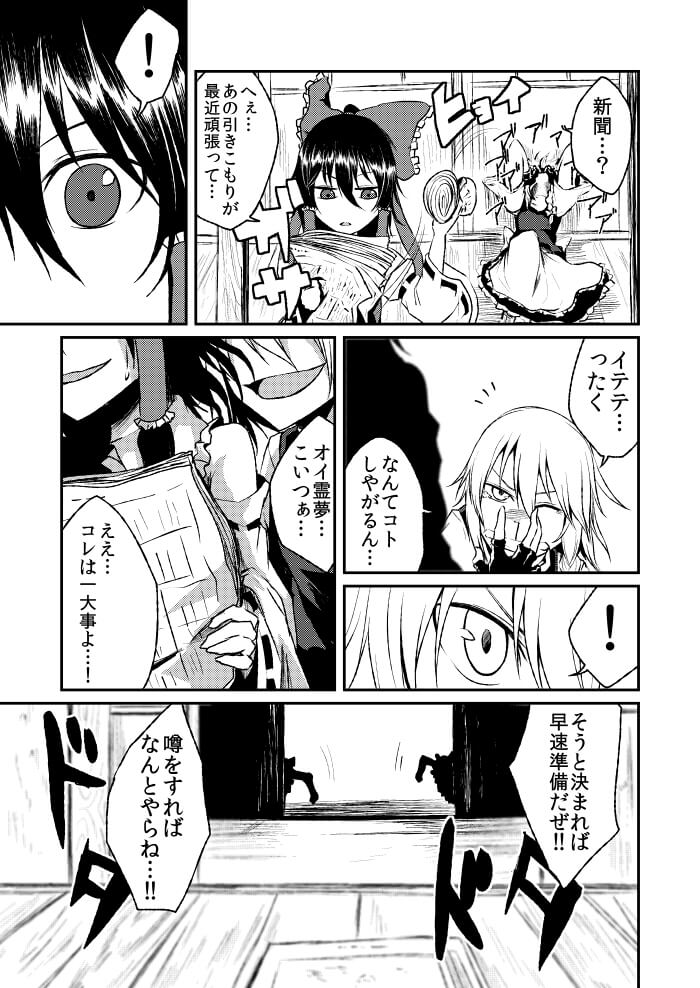 新聞…？
ヒョイ
へぇ…
あの引きこもりが
最近頑張って…
ガサ
ガサ
！
イテテ…
ったく
なんてコト
しやがるん…
！
オイ霊夢…
こいつぁ…
ええ…
コレは一大事よ…！
そうと決まれば
早速準備だぜ!!
噂をすれば
なんとやらね…!!
ドタ
ドタ